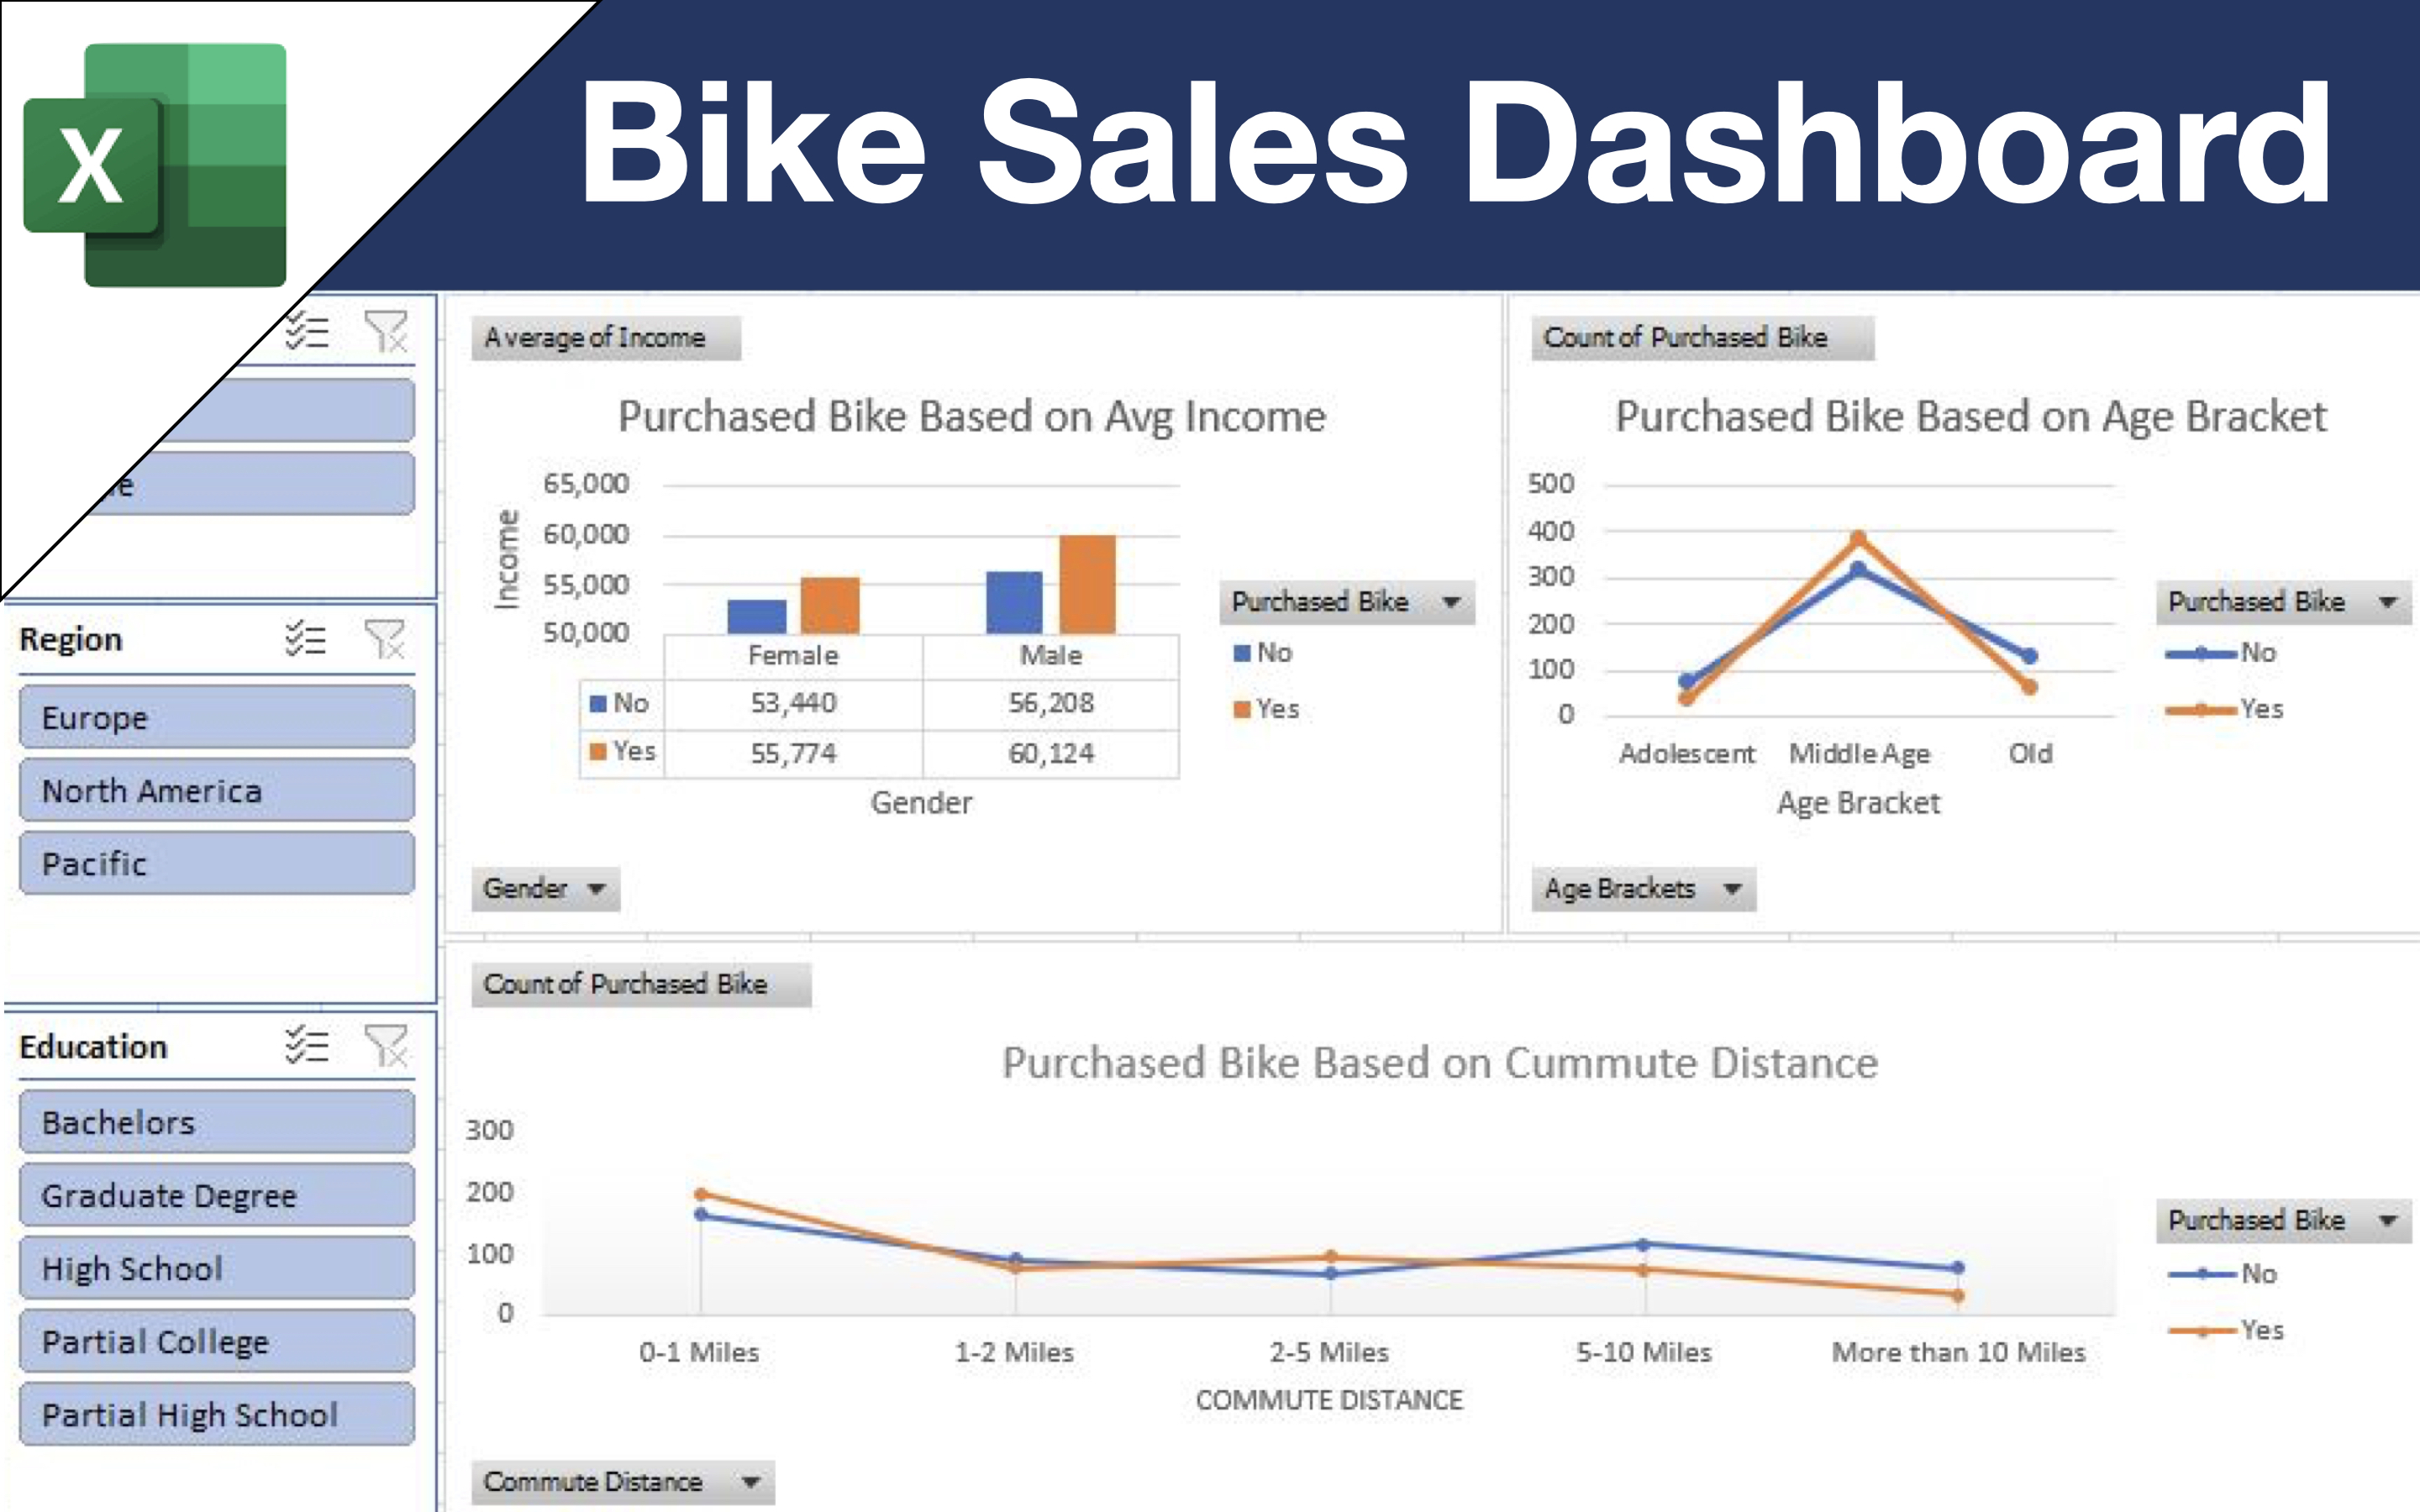 X
Bike Sales Dashboard
Region
Europe
North America
Pacific
Education
Bachelors
Graduate Degree
High School
Partial College
Partial High School
Average of Income
Purchased Bike Based on Avg Income
Income
65,000
60,000
55,000
50,000
Female Male
No 53,440 56,208
Yes 55,774 60,124
Gender
Purchased Bike
No
Yes
Gender
Count of Purchased Bike
Purchased Bike Based on Age Bracket
500
400
300
200
100
0
Adolescent Middle Age Old
Age Bracket
Purchased Bike
No
Yes
Age Brackets
Count of Purchased Bike
Purchased Bike Based on Cummute Distance
300
200
100
0
0-1 Miles 1-2 Miles 2-5 Miles 5-10 Miles More than 10 Miles
COMMUTE DISTANCE
Purchased Bike
No
Yes
Commute Distance